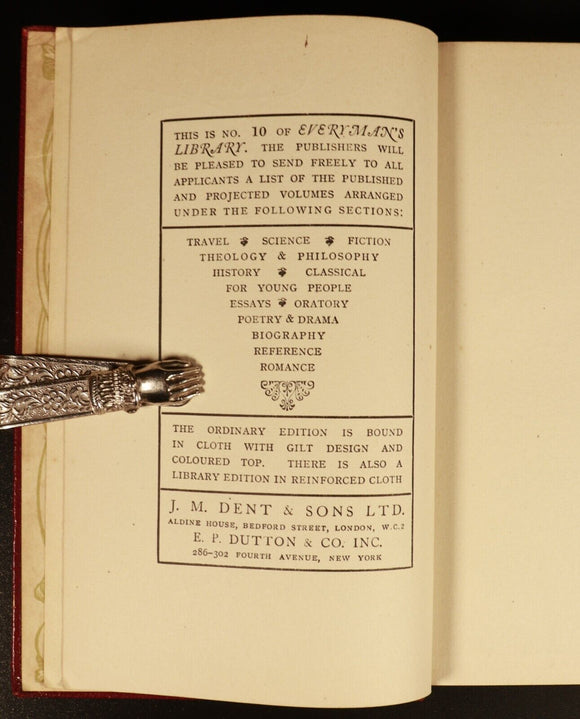 THIS IS NO. 10 OF EVERYMAN'S
LIBRARY. THE PUBLISHERS WILL
BE PLEASED TO SEND FREELY TO ALL
APPLICANTS A LIST OF THE PUBLISHED
AND PROJECTED VOLUMES ARRANGED
UNDER THE FOLLOWING SECTIONS:
TRAVEL SCIENCE FICTION
THEOLOGY & PHILOSOPHY
HISTORY CLASSICAL
FOR YOUNG PEOPLE
ESSAYS ORATORY
POETRY & DRAMA
BIOGRAPHY
REFERENCE
ROMANCE
THE ORDINARY EDITION IS BOUND
IN CLOTH WITH GILT DESIGN AND
COLOURED TOP. THERE IS ALSO A
LIBRARY EDITION IN REINFORCED CLOTH
J. M. DENT & SONS LTD.
ALDINE HOUSE, BEDFORD STREET, LONDON, W.C.2
E. P. DUTTON & CO. INC.
286-302 FOURTH AVENUE, NEW YORK